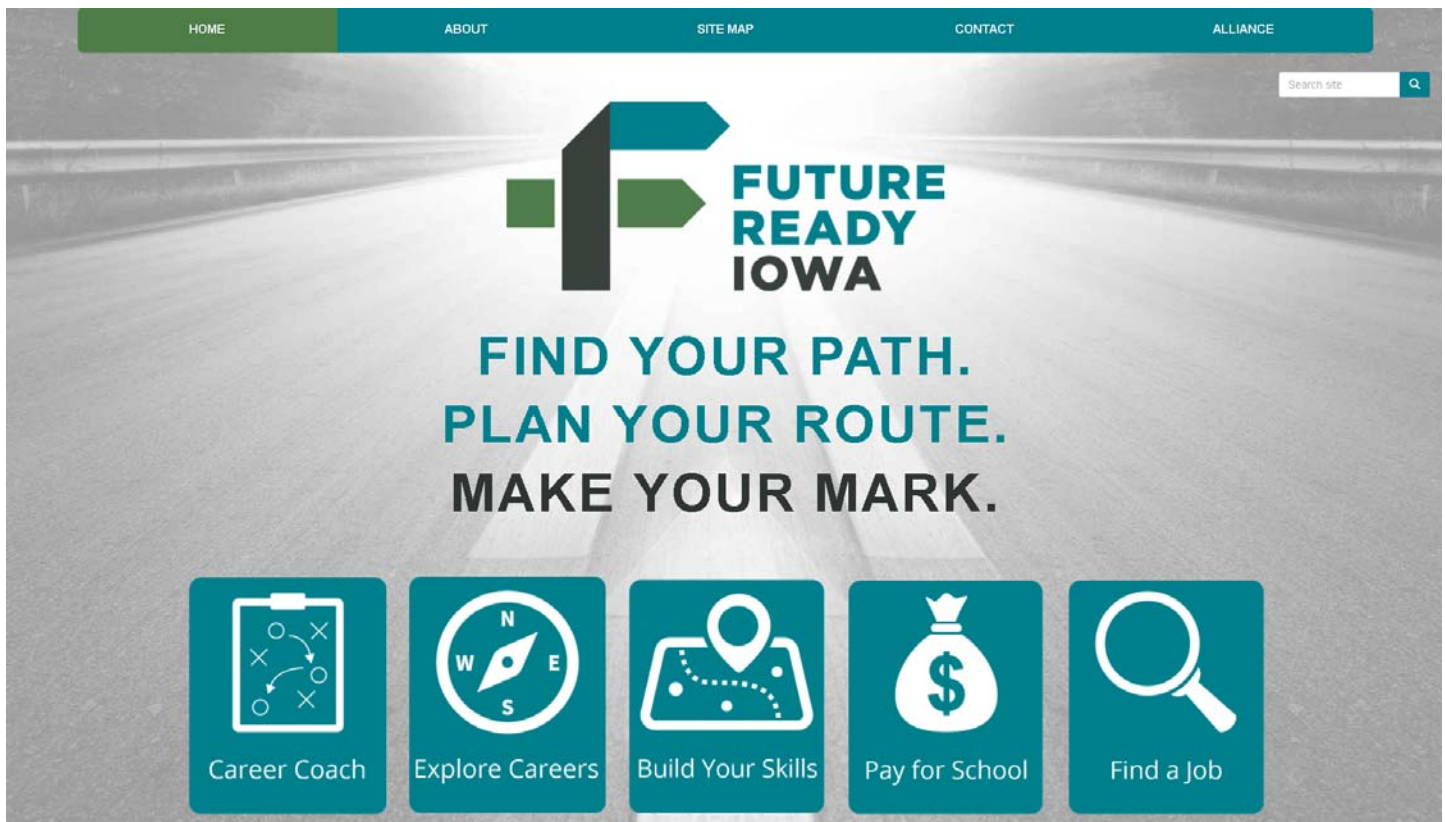 HOME
ABOUT
SITE MAP
CONTACT
ALLIANCE
Search site
FUTURE
READY
IOWA
FIND YOUR PATH.
PLAN YOUR ROUTE.
MAKE YOUR MARK.
N
W E
S
$
Career Coach
Explore Careers
Build Your Skills
Pay for School
Find a Job